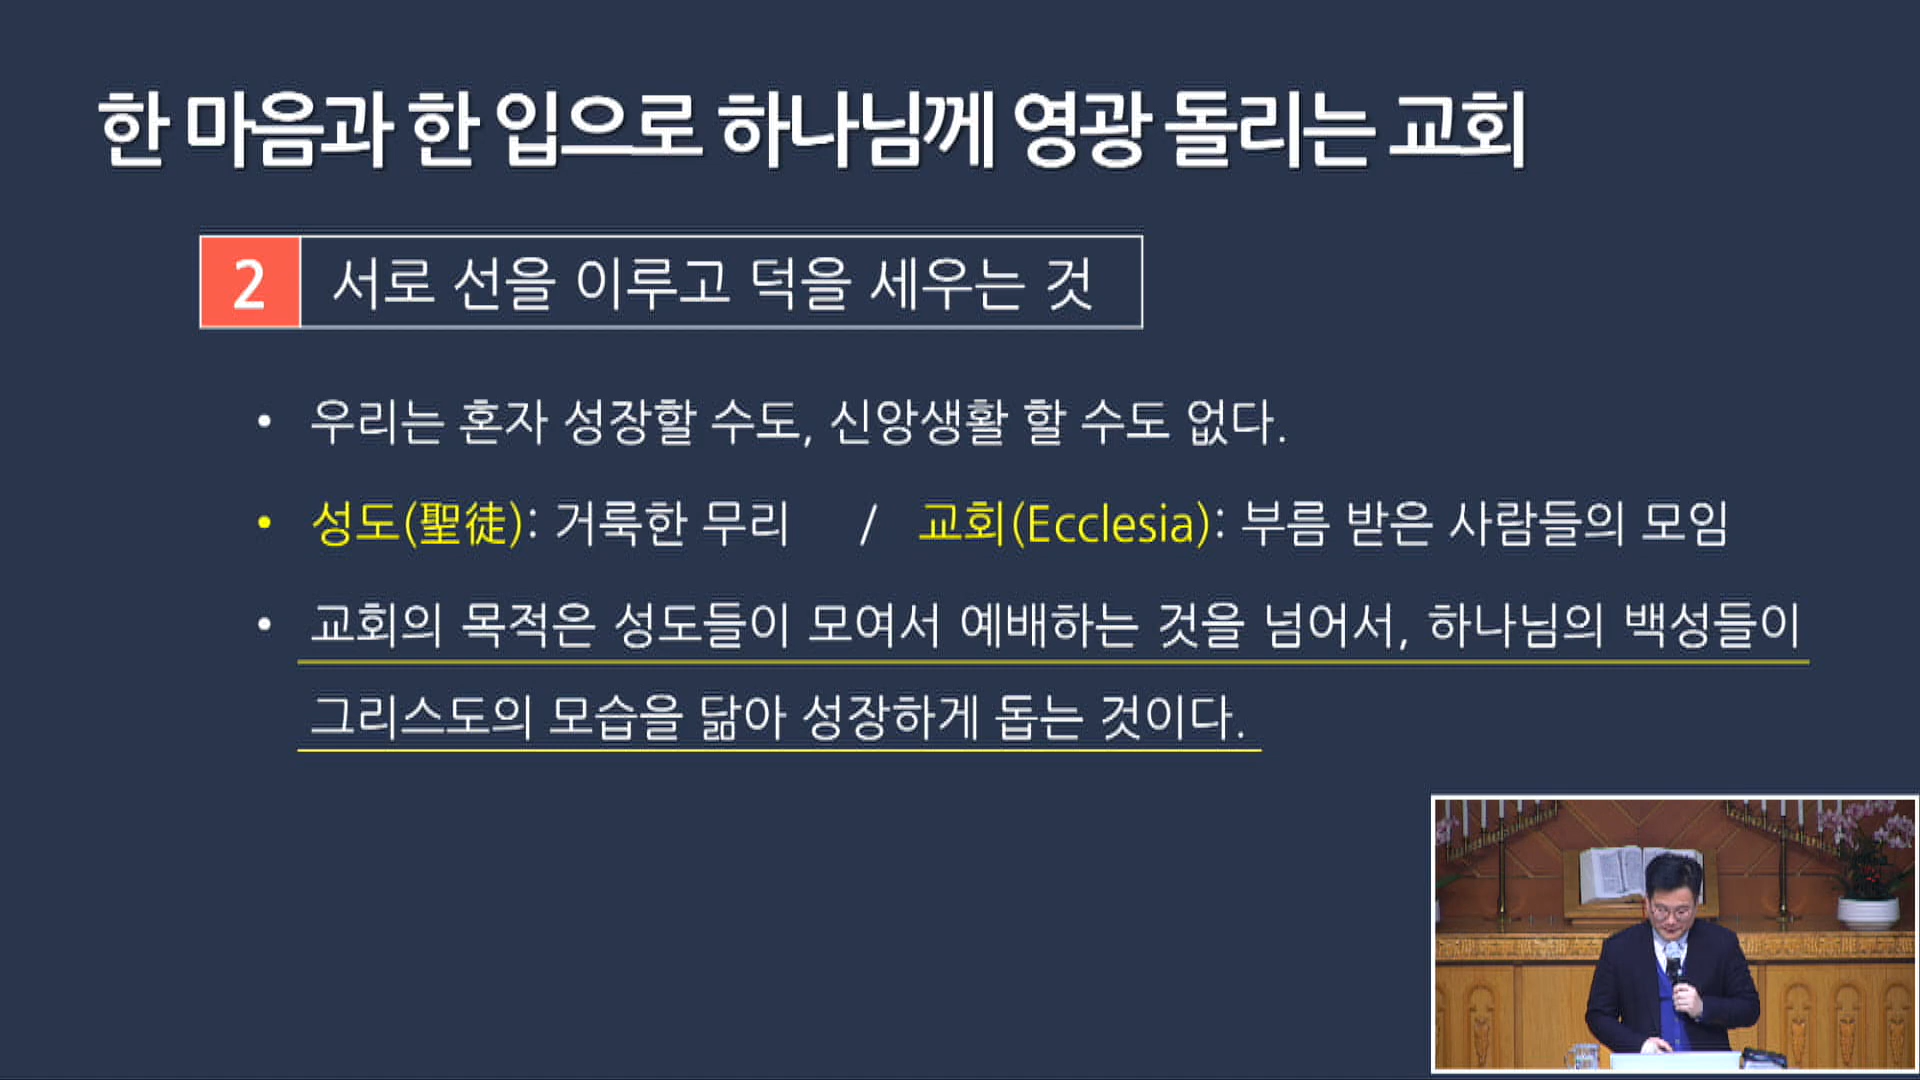 한 마음과 한 입으로 하나님께 영광 돌리는 교회
2 서로 선을 이루고 덕을 세우는 것
• 우리는 혼자 성장할 수도, 신앙생활 할 수도 없다.
• 성도(聖徒): 거룩한 무리 / 교회(Ecclesia): 부름 받은 사람들의 모임
• 교회의 목적은 성도들이 모여서 예배하는 것을 넘어서, 하나님의 백성들이
그리스도의 모습을 닮아 성장하게 돕는 것이다.